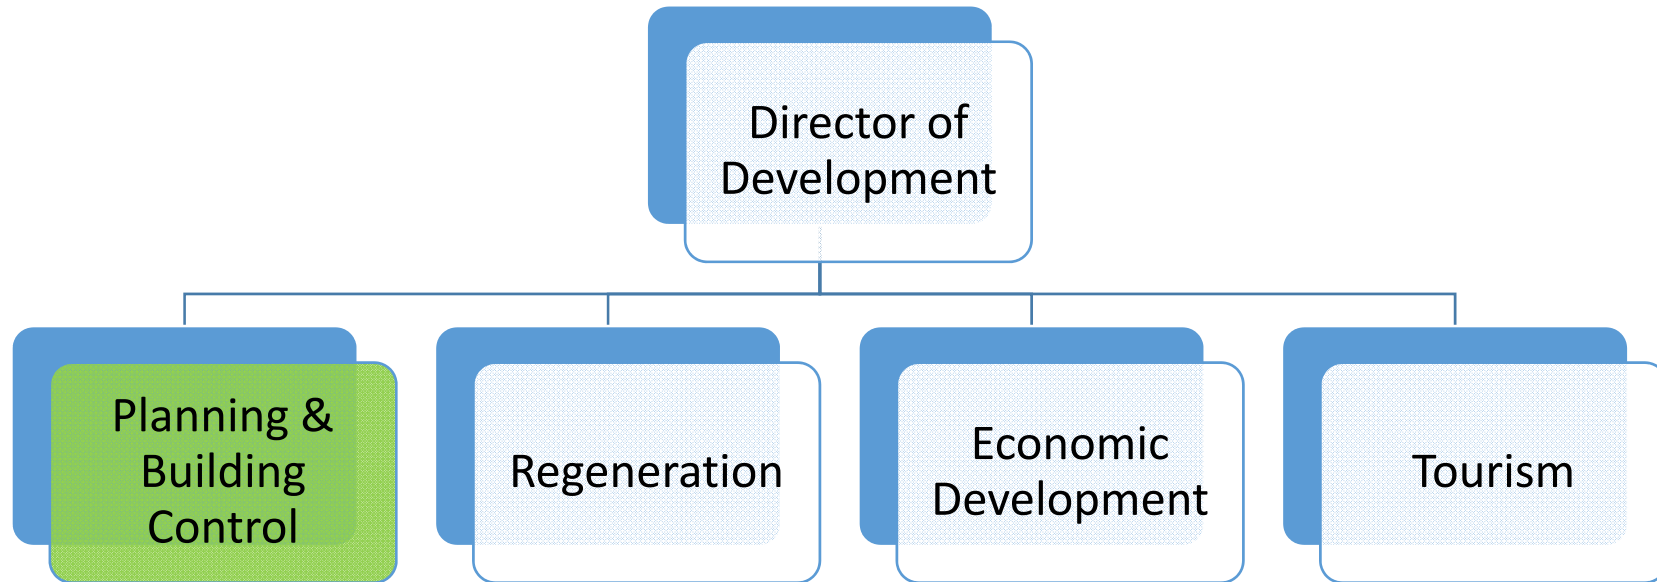 Director of
Development
Planning &
Building
Control
Regeneration
Economic
Development
Tourism